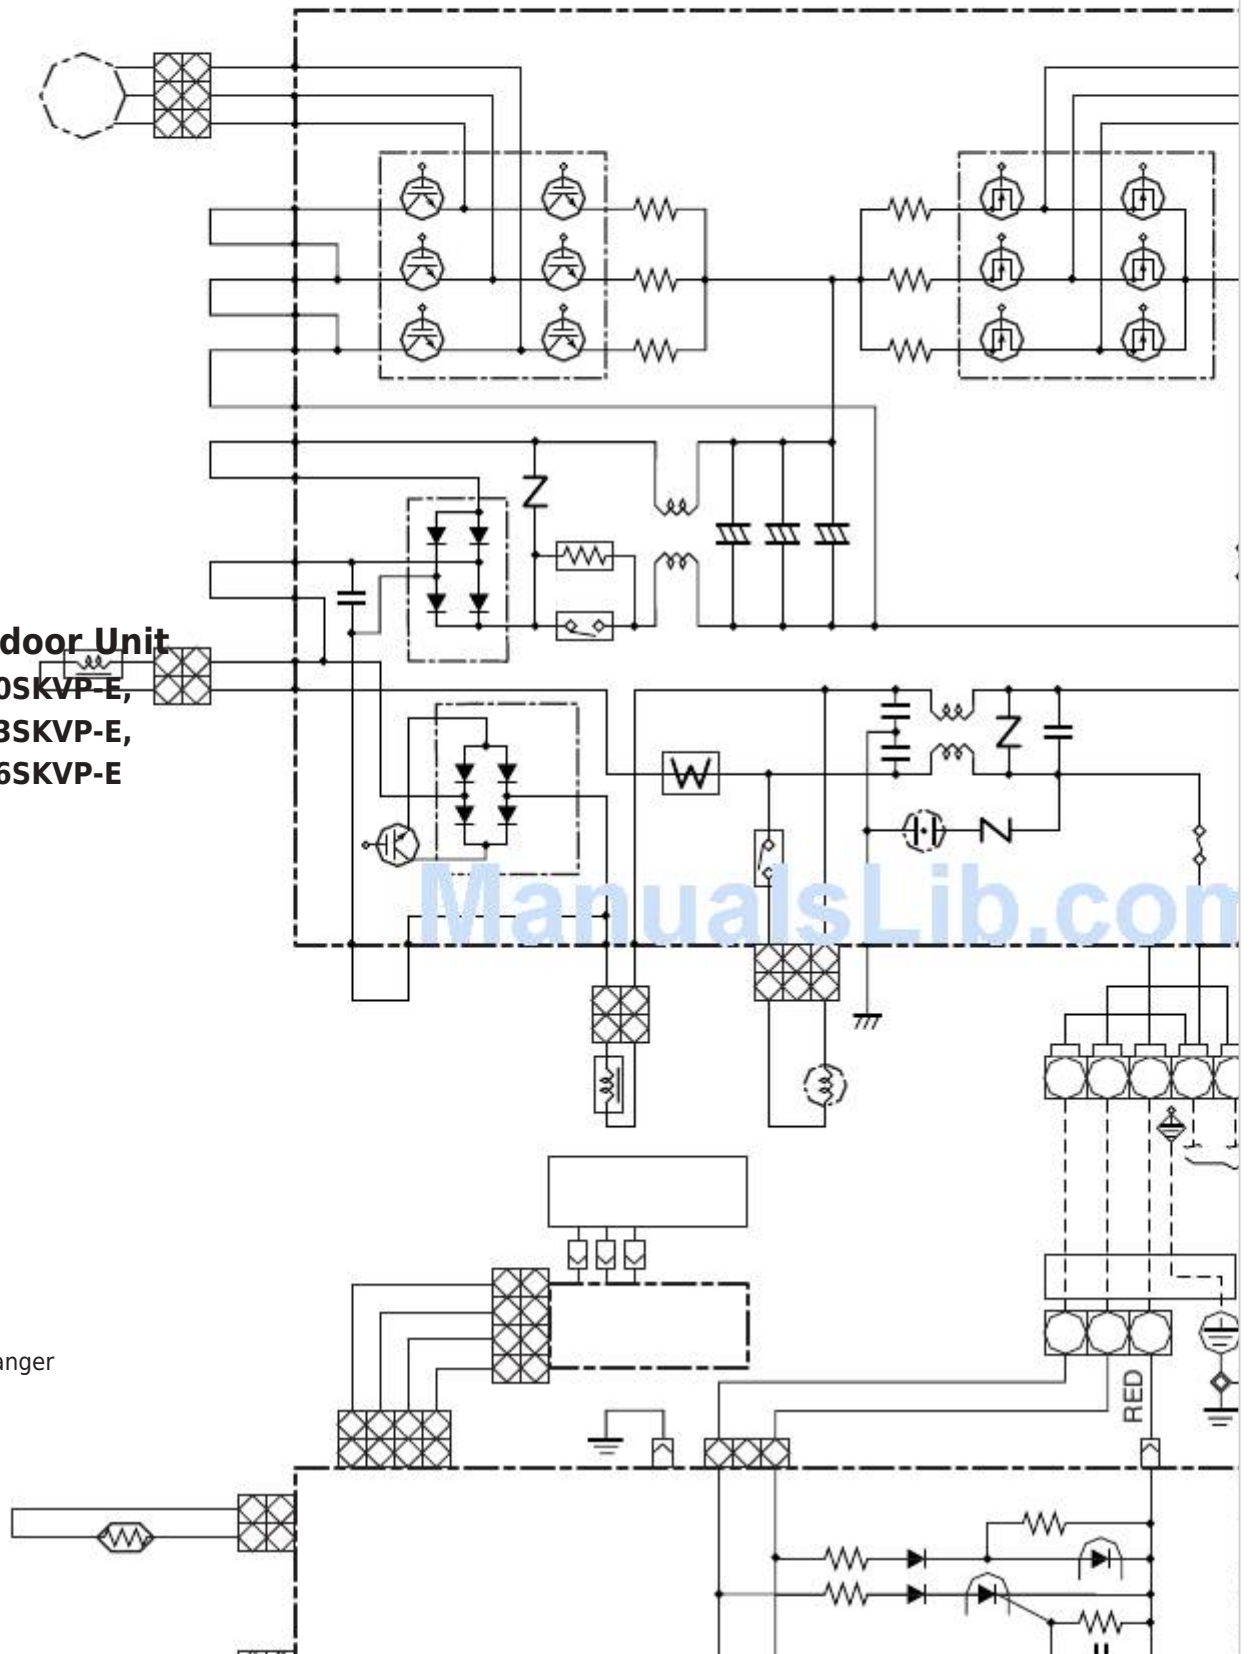 door Unit
0SKVP-E,
3SKVP-E,
6SKVP-E
ManualsLib.com
anger
RED